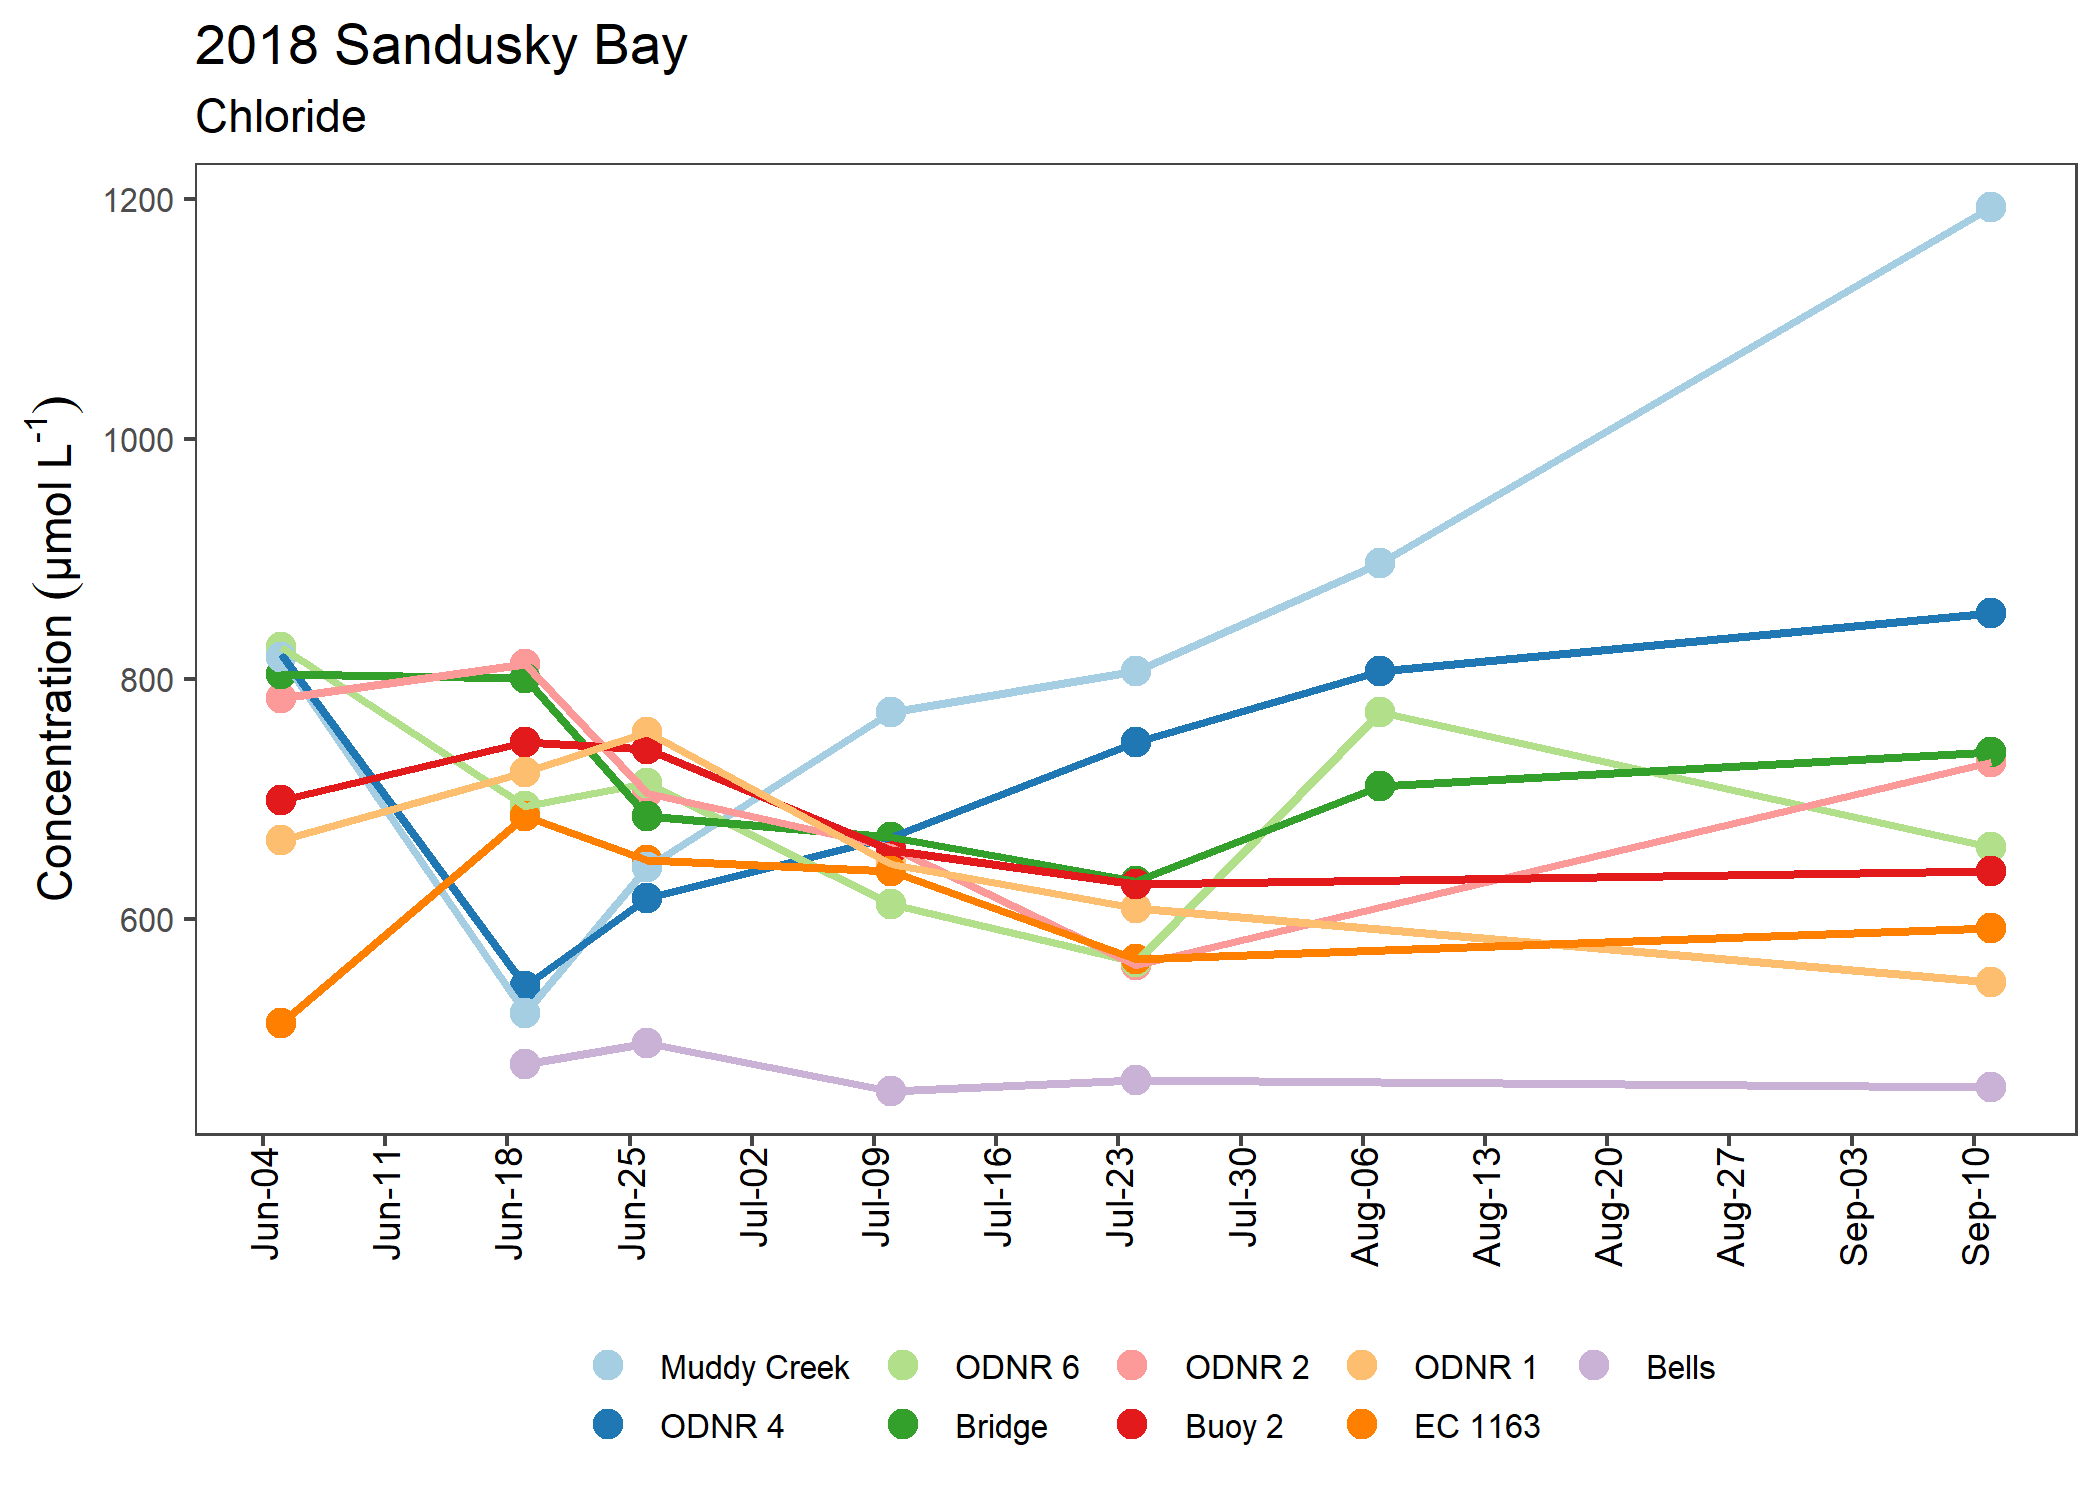 2018 Sandusky Bay
Chloride
Concentration (μmol L⁻¹)
1200
1000
800
600
Jun-04
Jun-11
Jun-18
Jun-25
Jul-02
Jul-09
Jul-16
Jul-23
Jul-30
Aug-06
Aug-13
Aug-20
Aug-27
Sep-03
Sep-10
Muddy Creek ODNR 6 ODNR 2 ODNR 1 Bells
ODNR 4 Bridge Buoy 2 EC 1163